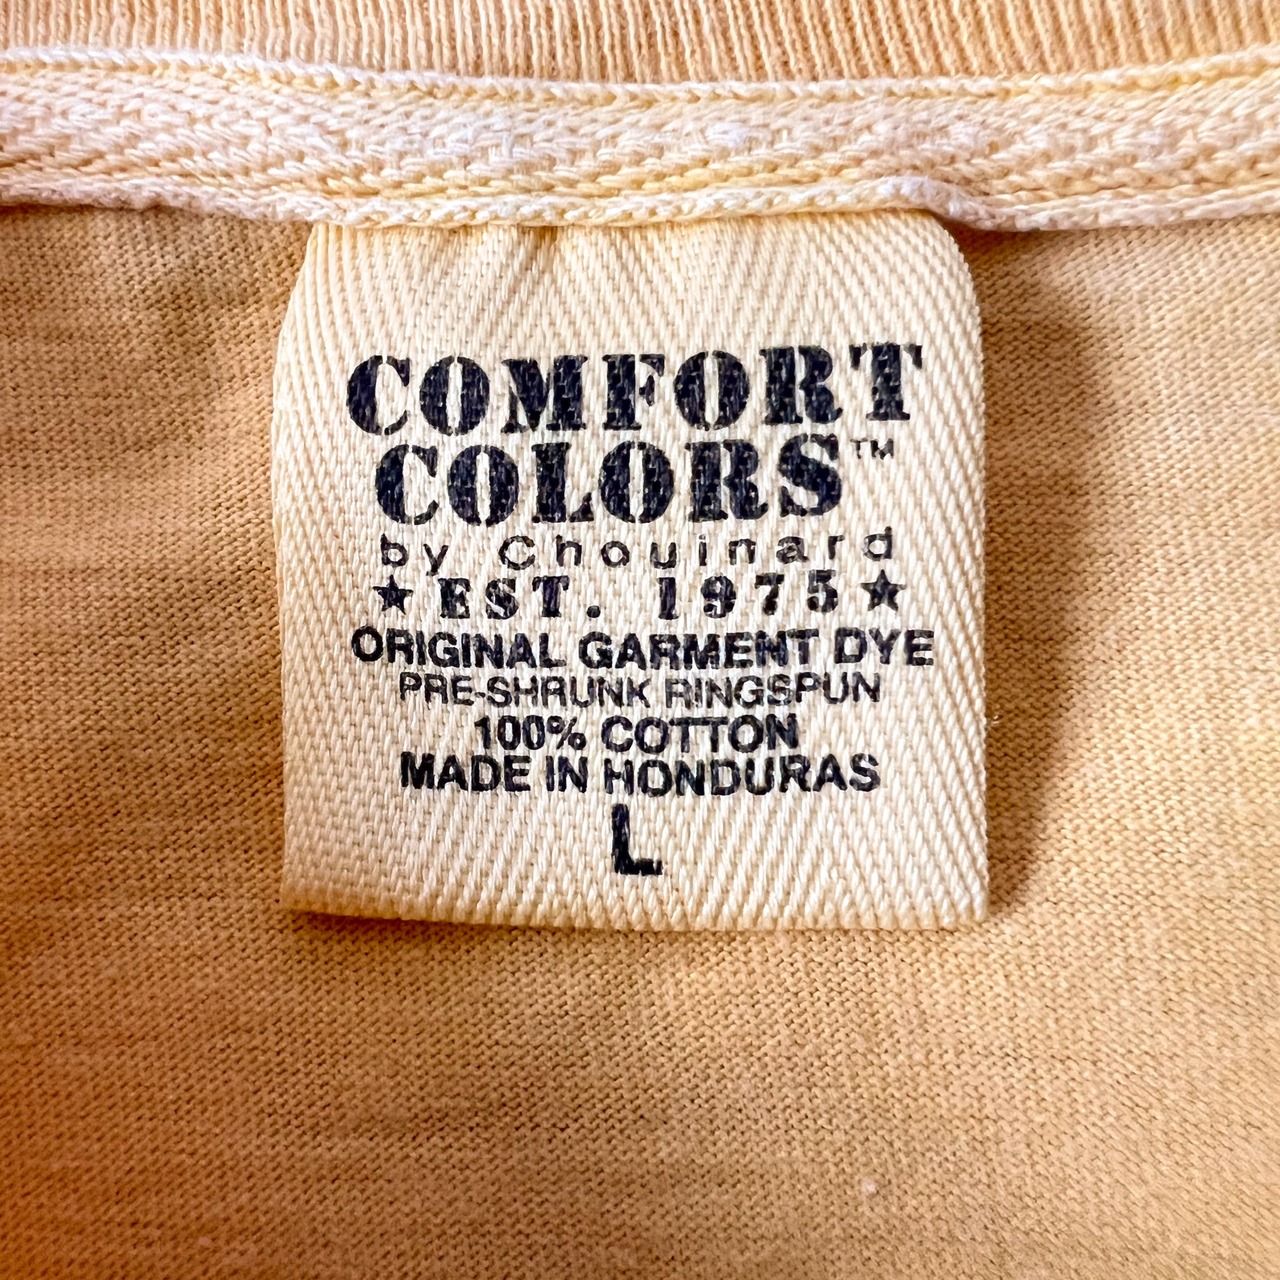 COMFORT
COLORS™
by Chouinard
★ EST. 1975 ★
ORIGINAL GARMENT DYE
PRE-SHRUNK RINGSPUN
100% COTTON
MADE IN HONDURAS
L